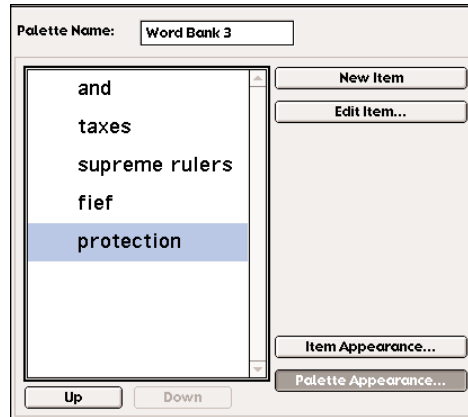 Palette Name: Word Bank 3
and
taxes
supreme rulers
fief
protection
New Item
Edit Item...
Item Appearance...
Palette Appearance...
Up
Down